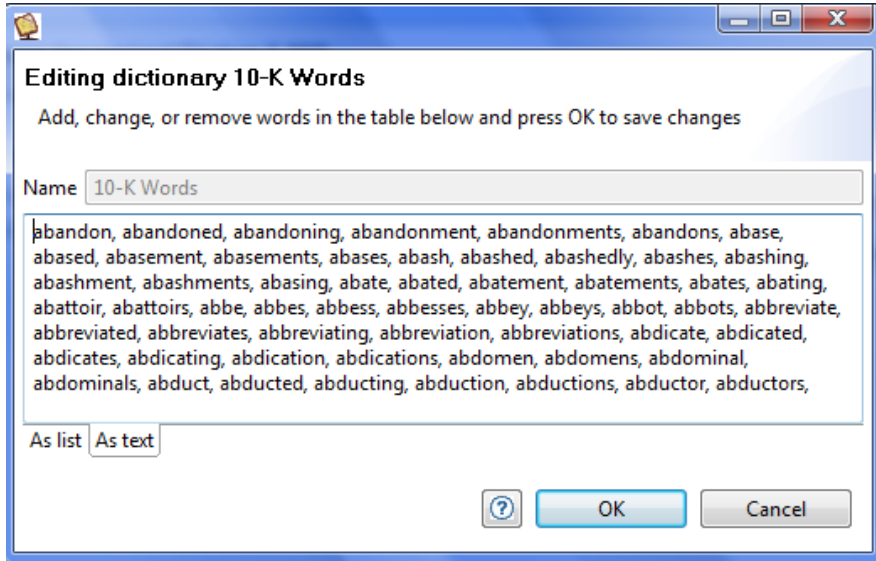 Editing dictionary 10-K Words
Add, change, or remove words in the table below and press OK to save changes
Name 10-K Words
abandon, abandoned, abandoning, abandonment, abandonments, abandons, abase,
abased, abasement, abasements, abases, abash, abashed, abashedly, abashes, abashing,
abashment, abashments, abasing, abate, abated, abatement, abatements, abates, abating,
abattoir, abattoirs, abbe, abbes, abbess, abbesses, abbey, abbeys, abbot, abbots, abbreviate,
abbreviated, abbreviates, abbreviating, abbreviation, abbreviations, abdicate, abdicated,
abdicates, abdicating, abdication, abdications, abdomen, abdomens, abdominal,
abdominals, abduct, abducted, abducting, abduction, abductions, abductor, abductors,
As list As text
? OK Cancel